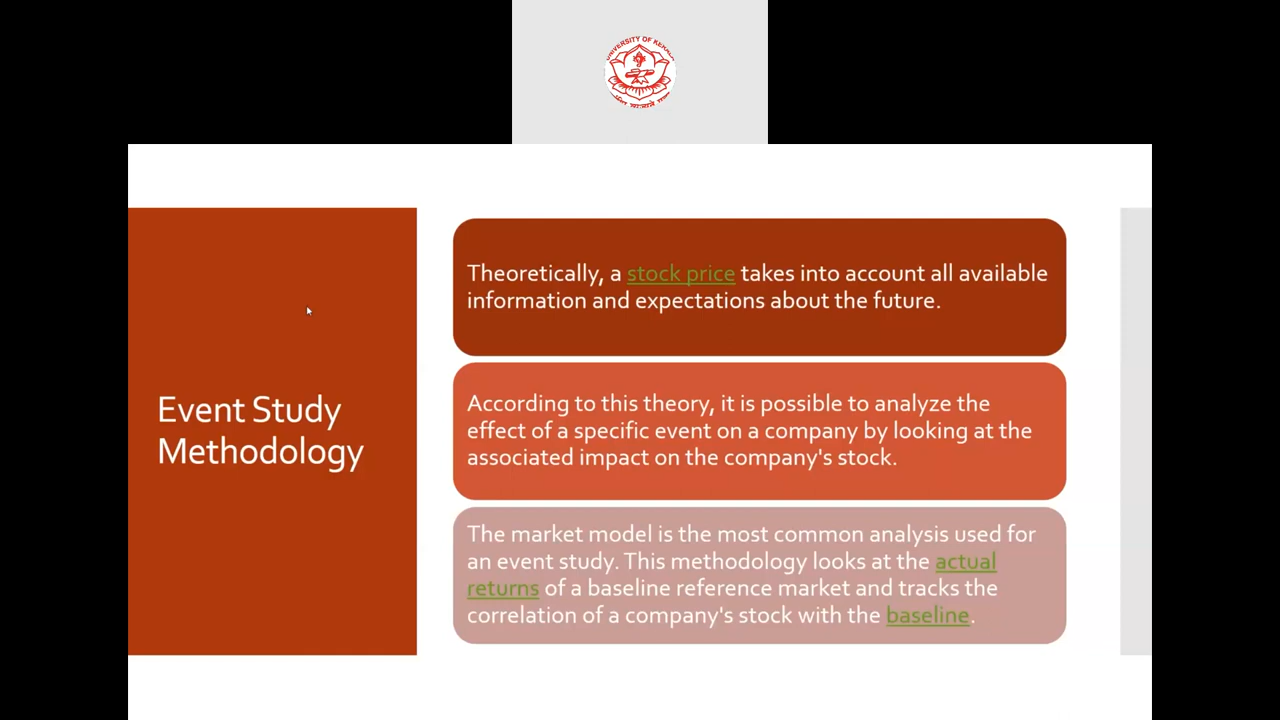 UNIVERSITY OF KERALA
Event Study
Methodology
Theoretically, a stock price takes into account all available
information and expectations about the future.
According to this theory, it is possible to analyze the
effect of a specific event on a company by looking at the
associated impact on the company's stock.
The market model is the most common analysis used for
an event study. This methodology looks at the actual
returns of a baseline reference market and tracks the
correlation of a company's stock with the baseline.